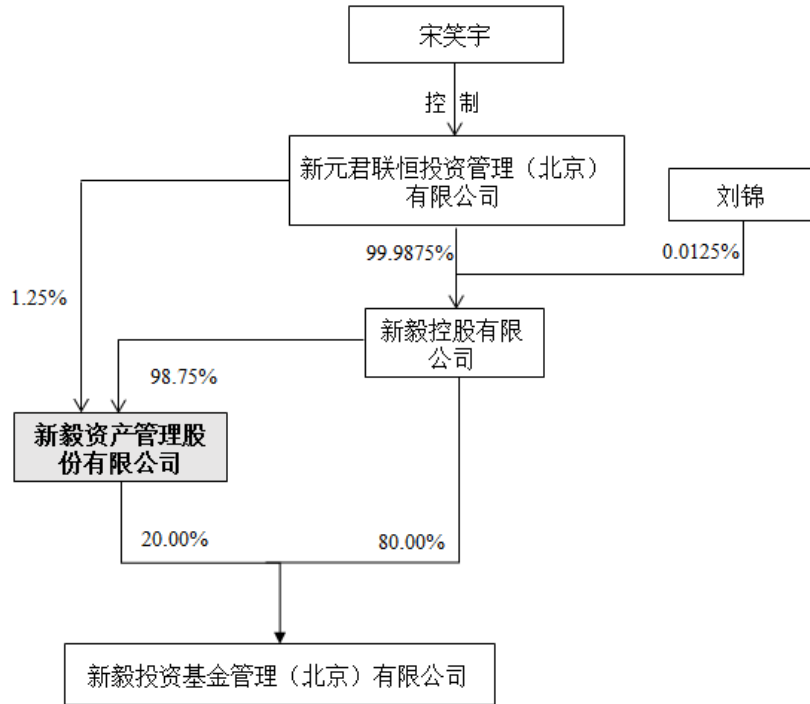 宋笑宇
控 制
新元君联恒投资管理（北京）
有限公司
刘锦
99.9875%
0.0125%
1.25%
新毅控股有限
公司
98.75%
新毅资产管理股
份有限公司
20.00%
80.00%
新毅投资基金管理（北京）有限公司